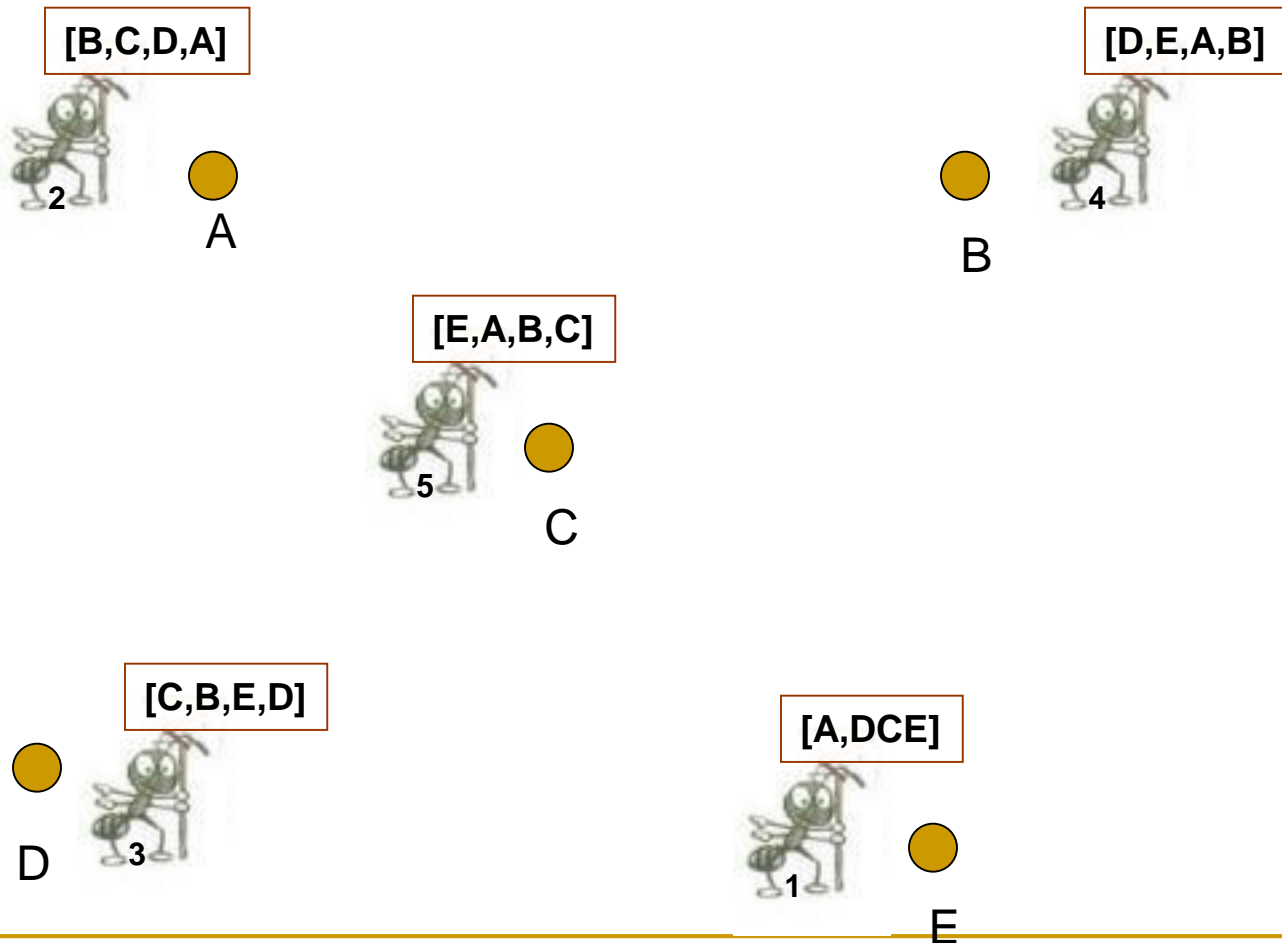 [B,C,D,A]
[D,E,A,B]
2
4
A
B
[E,A,B,C]
5
C
[C,B,E,D]
[A,DCE]
D
3
1
E